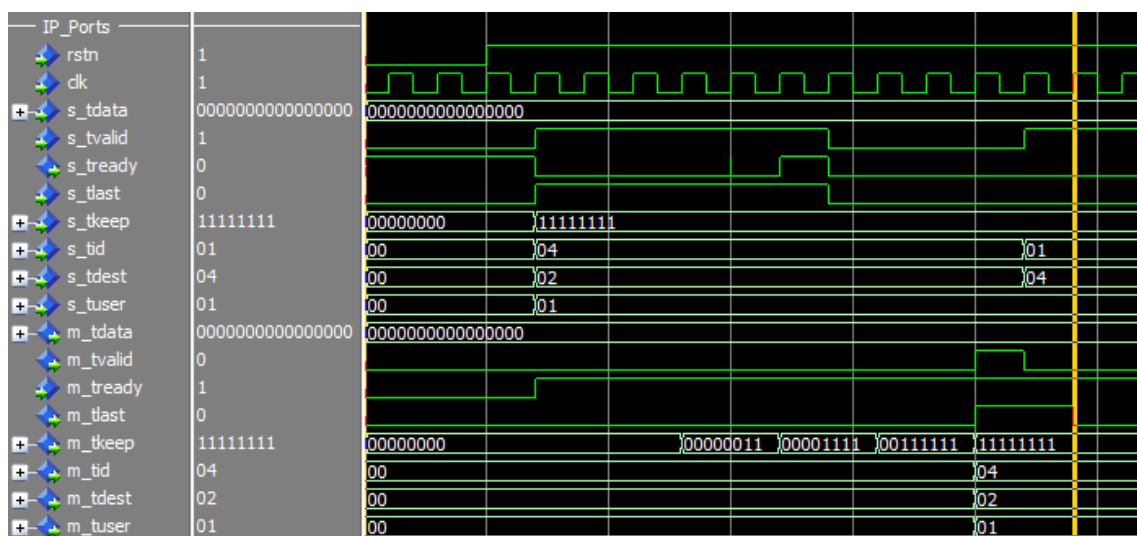 IP_Ports
rstn 1
clk 1
s_tdata 0000000000000000 0000000000000000
s_tvalid 1
s_tready 0
s_tlast 0
s_tkeep 11111111 00000000 11111111
s_tid 01 00 04 01
s_tdest 04 00 02 04
s_tuser 01 00 01
m_tdata 0000000000000000 0000000000000000
m_tvalid 0
m_tready 1
m_tlast 0
m_tkeep 11111111 00000000 00000011 00001111 00111111 11111111
m_tid 04 00 04
m_tdest 02 00 02
m_tuser 01 00 01